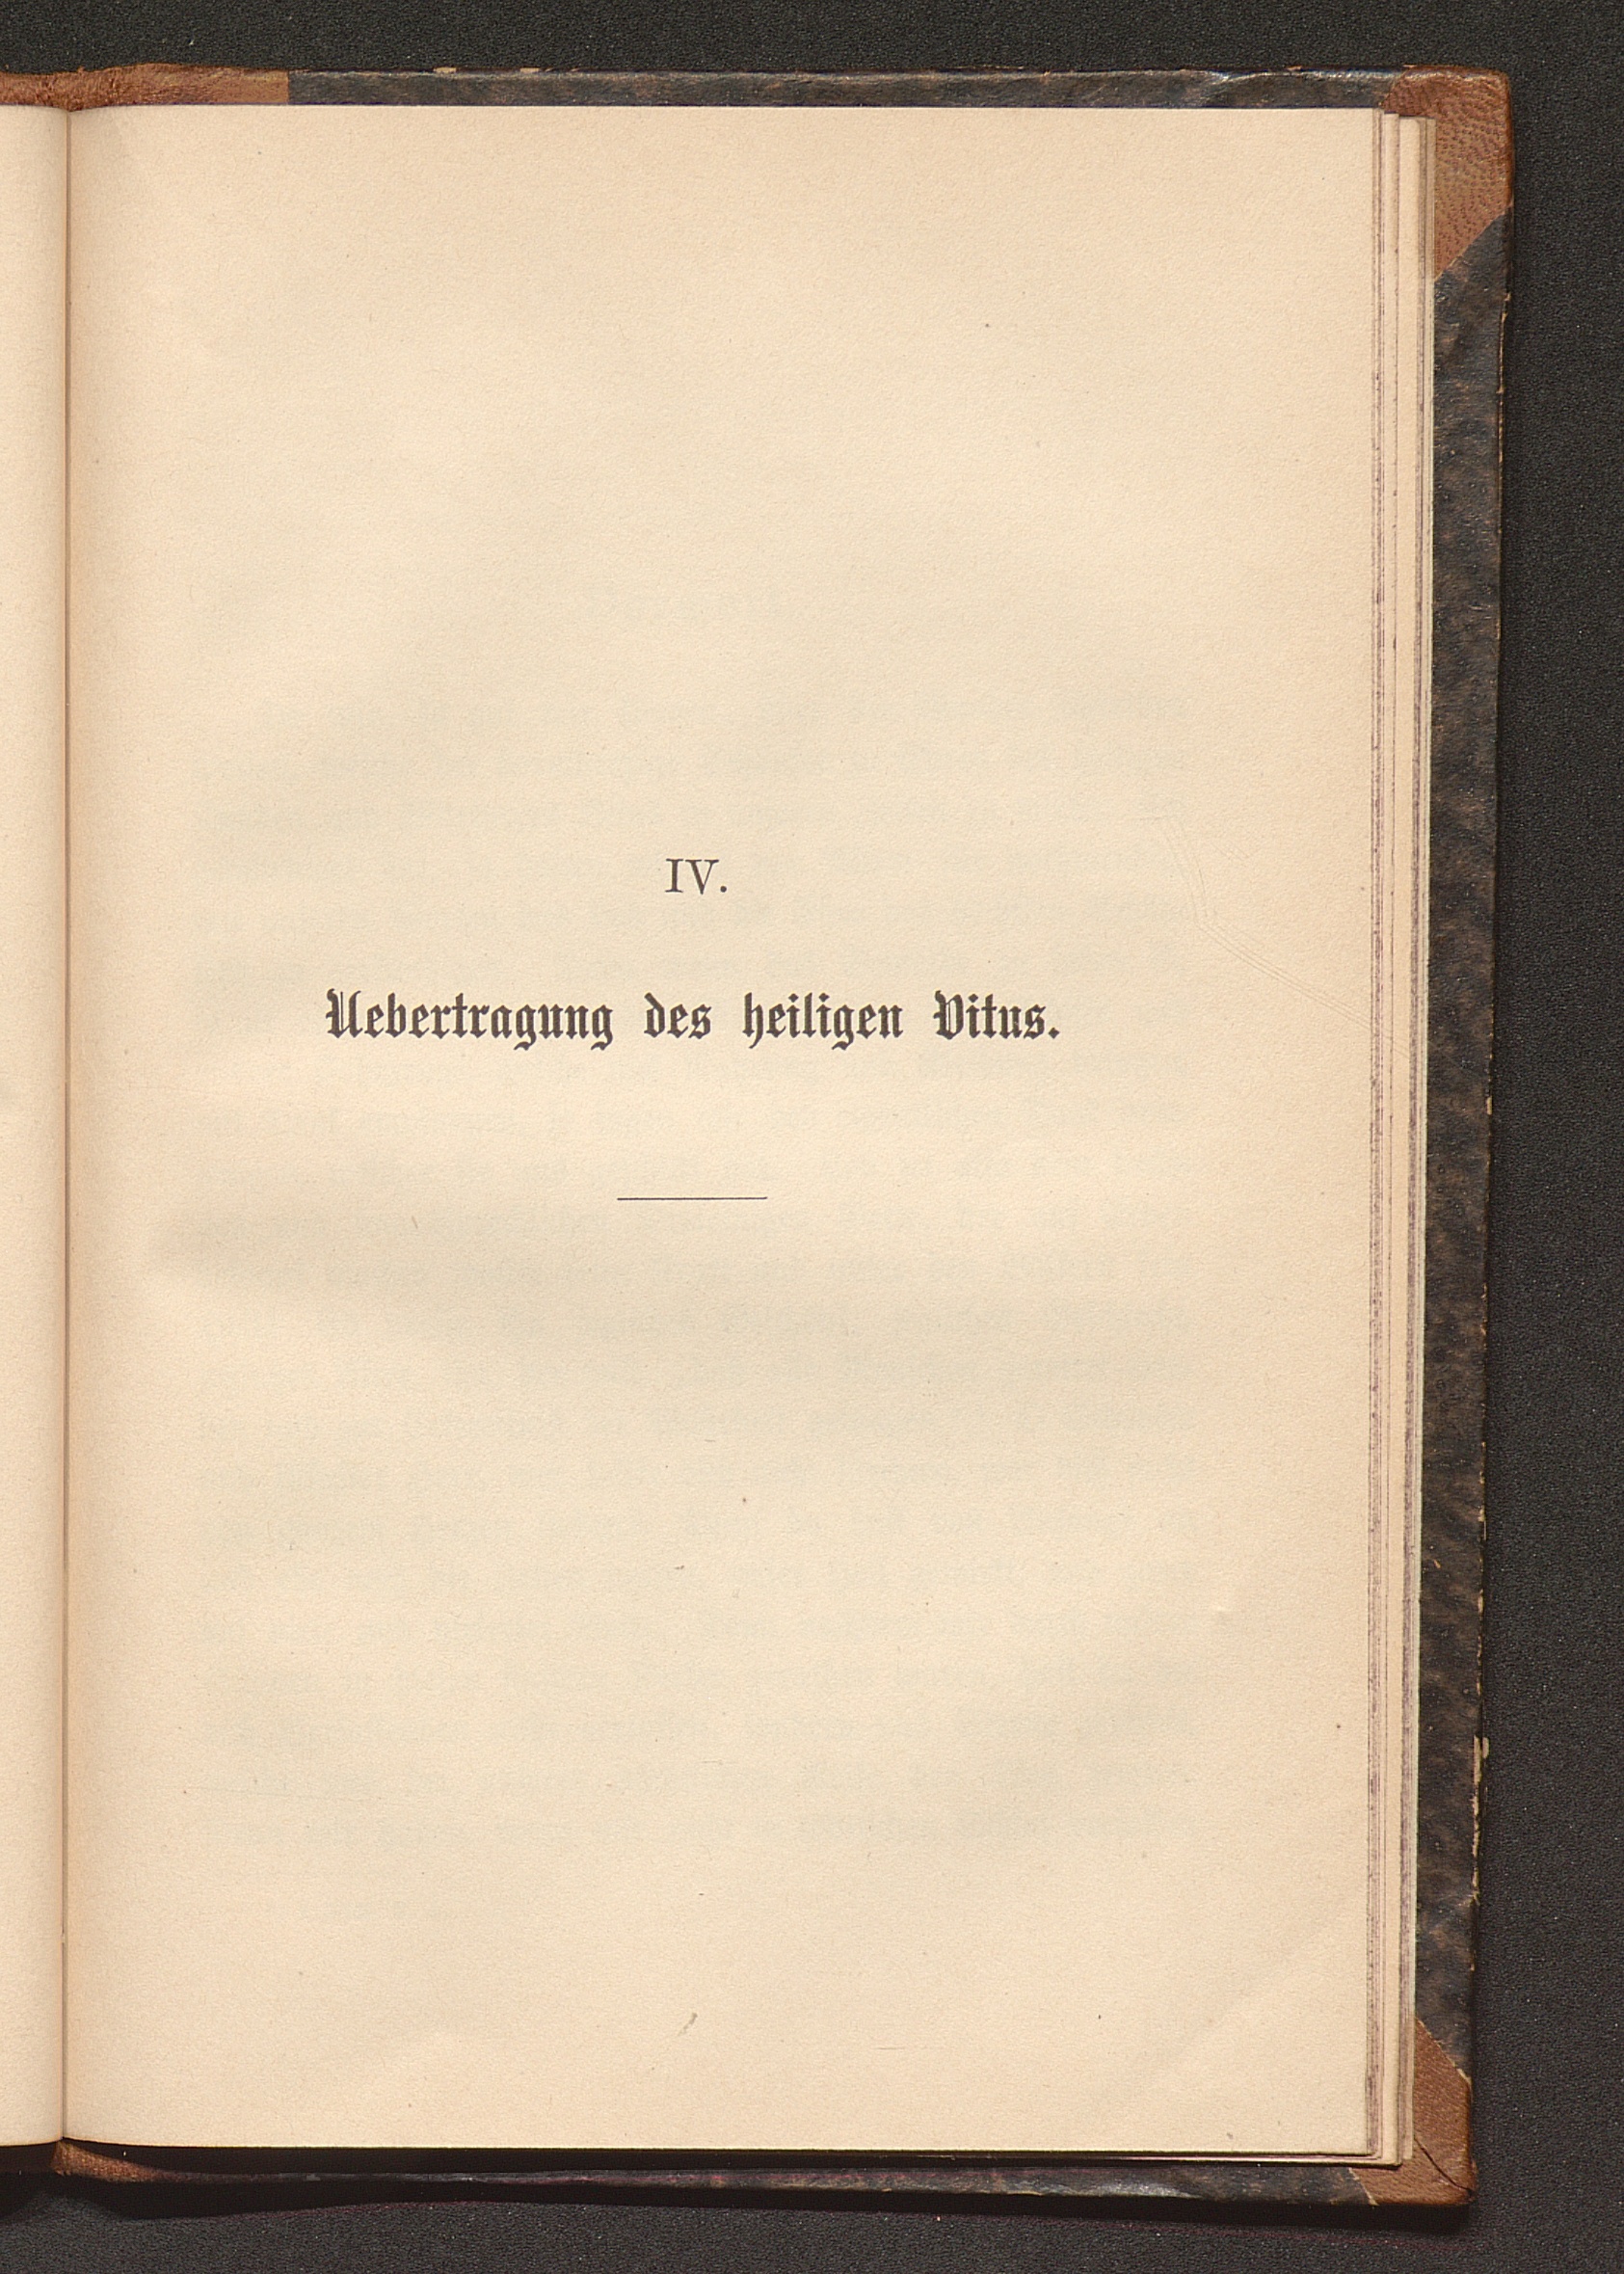 IV.
Uebertragung des heiligen Vitus.